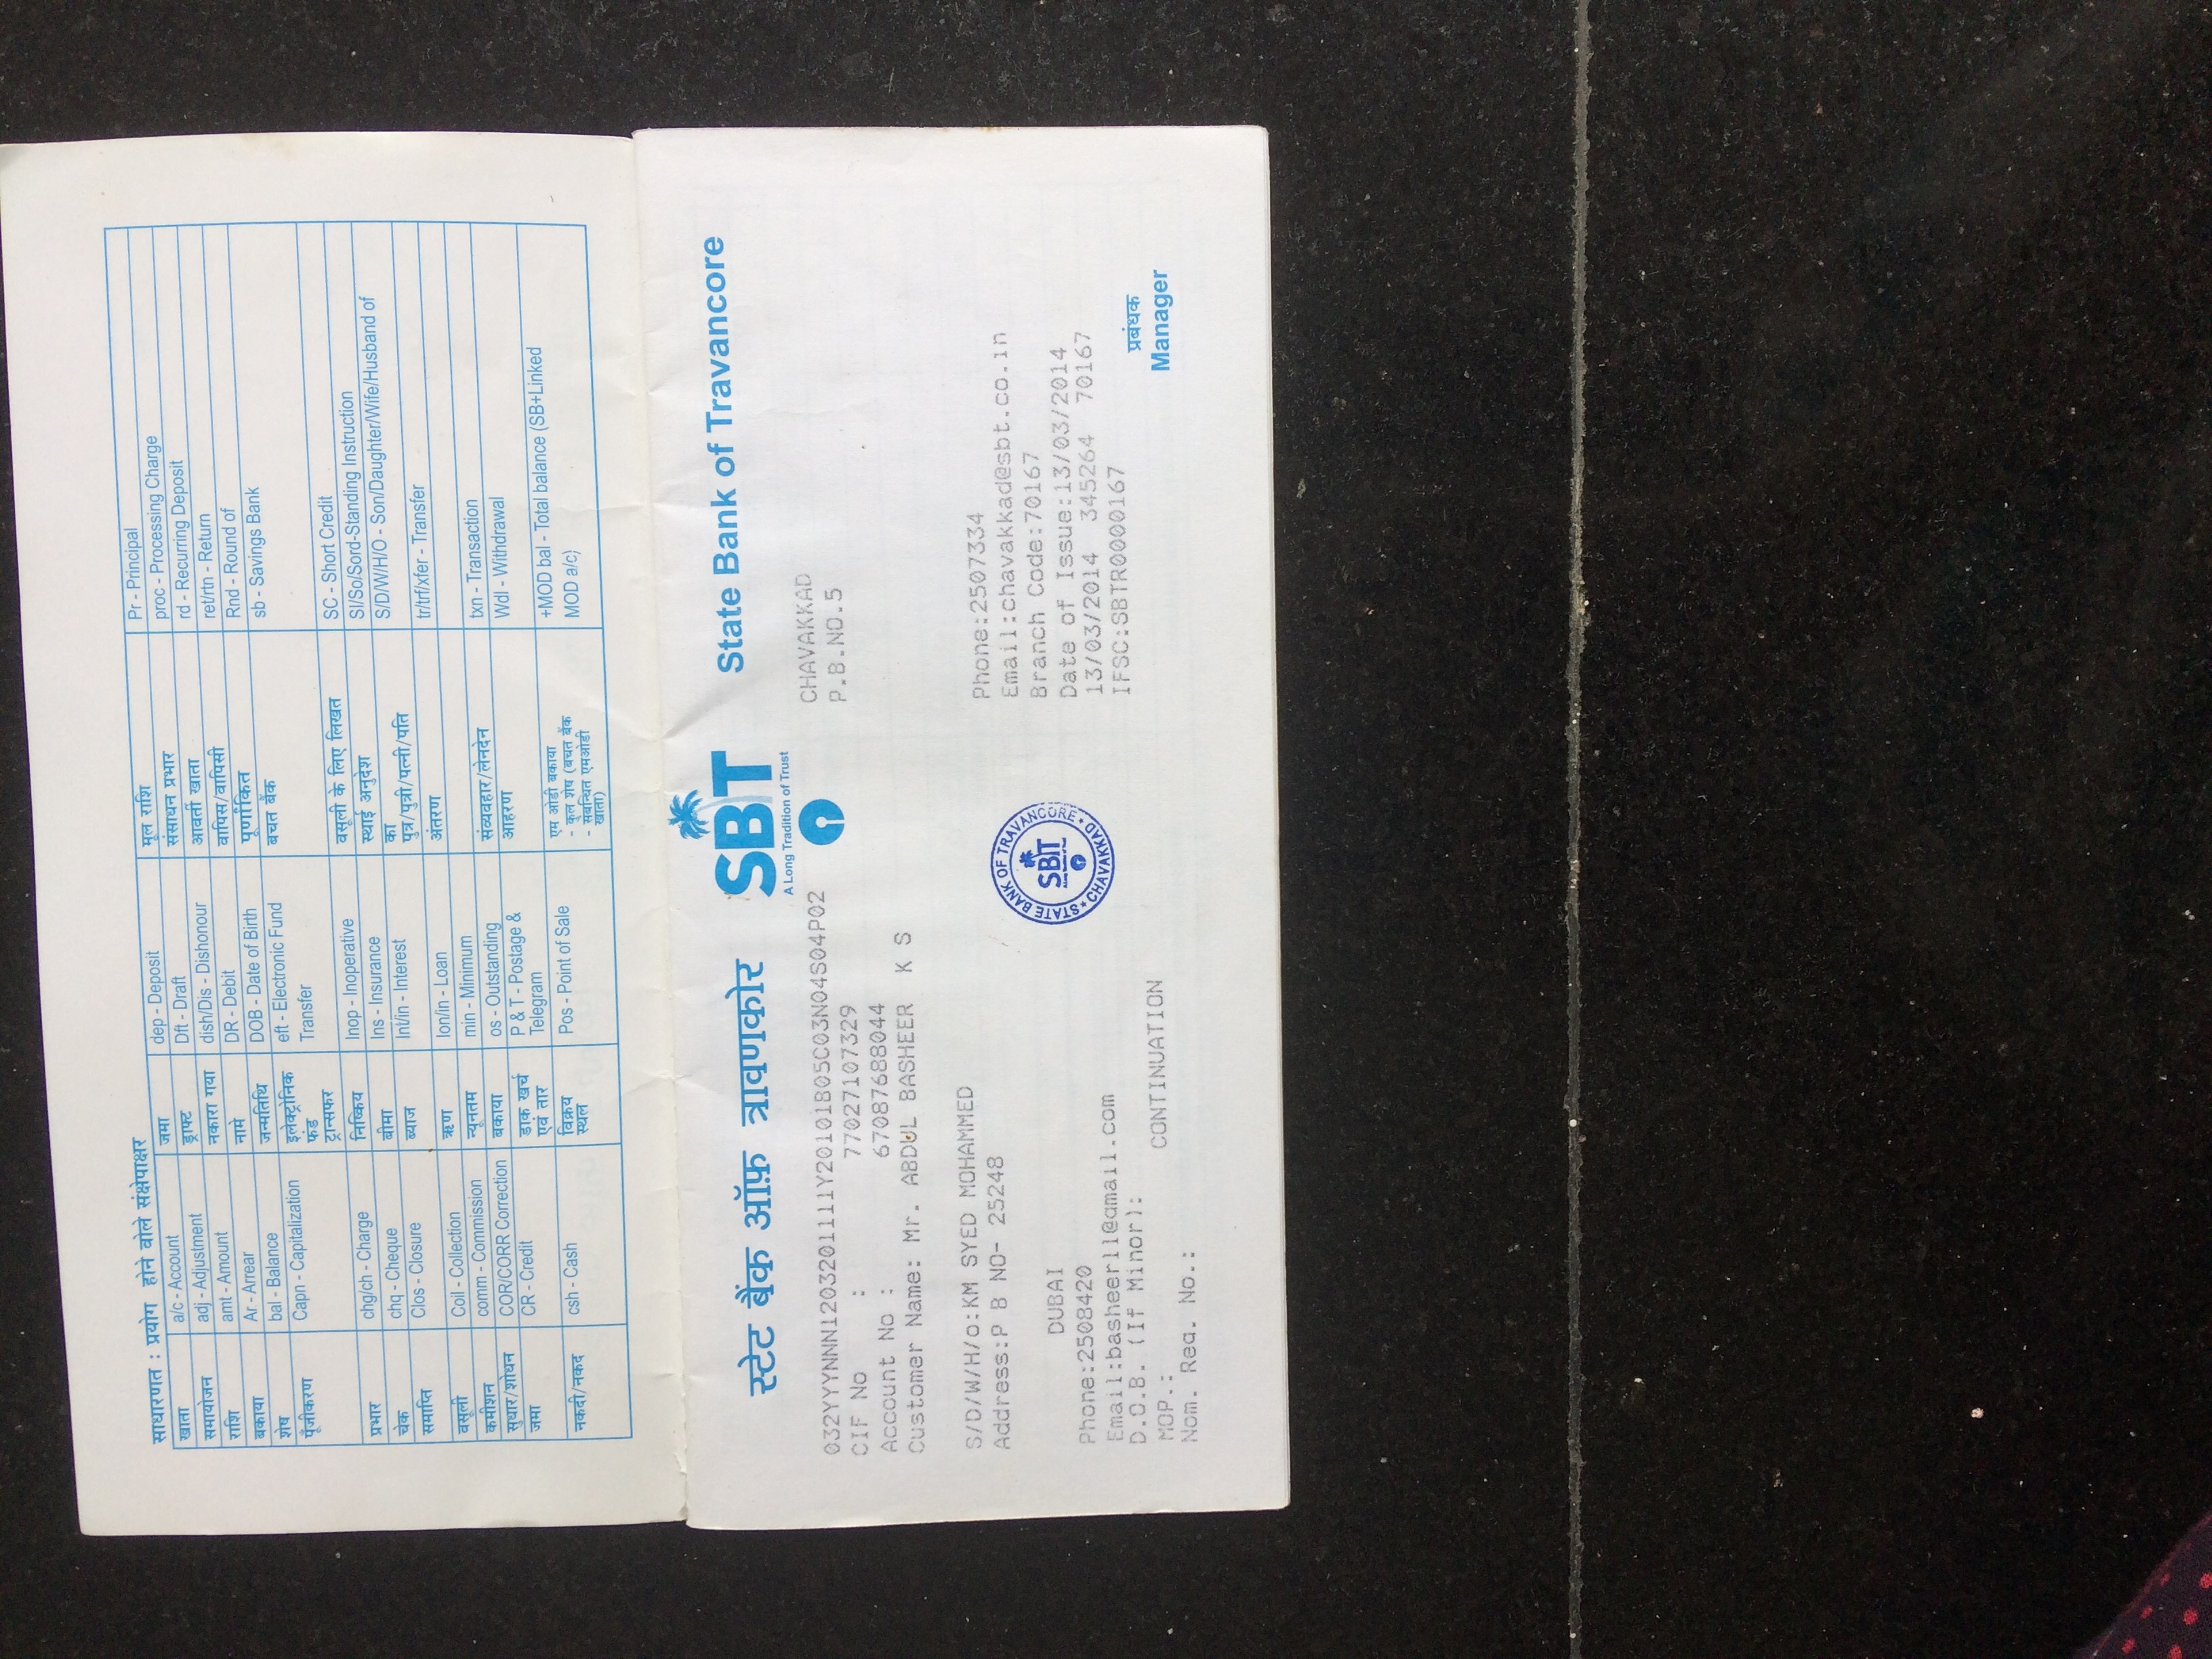 साधारणत : प्रयोग होने वोले संक्षेपाक्षर
खाता a/c - Account जमा dep - Deposit मूल राशि Pr - Principal
समायोजन adj - Adjustment ड्राफ्ट Dft - Draft संसाधन प्रभार proc - Processing Charge
राशि amt - Amount नकारा गया dish/Dis - Dishonour आवर्ती खाता rd - Recurring Deposit
बकाया Ar - Arrear नामे DR - Debit वापिस/वापिसी ret/rtn - Return
शेष bal - Balance जन्मतिथि DOB - Date of Birth पूर्णांकित Rnd - Round of
पूँजीकरण Capn - Capitalization इलेक्ट्रोनिक eft - Electronic Fund बचत बैंक sb - Savings Bank
फंड Transfer
ट्रान्सफर
प्रभार chg/ch - Charge निष्किय Inop - Inoperative वसूली के लिए लिखत SC - Short Credit
चेक chq - Cheque बीमा Ins - Insurance स्थाई अनुदेश SI/So/Sord-Standing Instruction
समाप्ति Clos - Closure ब्याज Int/in - Interest का S/D/W/H/O - Son/Daughter/Wife/Husband of
पुत्र/पुत्री/पत्नी/पति
वसूली Coil - Collection ऋण lon/in - Loan अंतरण tr/trf/xfer - Transfer
कमीशन comm - Commission न्यूनतम min - Minimum
सुधार/शोधन COR/CORR Correction बकाया os - Outstanding संव्यवहार/लेनदेन txn - Transaction
जमा CR - Credit डाक खर्च P & T - Postage & आहरण Wdl - Withdrawal
एवं तार Telegram
नकदी/नकद csh - Cash विक्रय Pos - Point of Sale एम ओडी बकाया +MOD bal - Total balance (SB+Linked
स्थल - कुल शेष (बचत बैंक MOD a/c)
- संबन्धित एमओडी
खाता)
स्टेट बैंक ऑफ़ त्रावणकोर SBT State Bank of Travancore
A Long Tradition of Trust
032YYYNNN1203201111Y20101B05C03N04S04P02 CHAVAKKAD
CIF No : 77027107329 P.B.NO.5
Account No : 67087688044
Customer Name: Mr. ABDUL BASHEER K S
S/D/W/H/o:KM SYED MOHAMMED Phone:2507334
Address:P B NO- 25248 Email:chavakkad@sbt.co.in
Branch Code:70167
DUBAI Date of Issue:13/03/2014
Phone:2508420 13/03/2014 345264 70167
Email:basheer11@gmail.com IFSC:SBTR0000167
D.O.B. (If Minor): प्रबंधक
MOP.: CONTINUATION Manager
Nom. Reg. No.:
STATE BANK OF TRAVANCORE
SBT
CHAVAKKAD